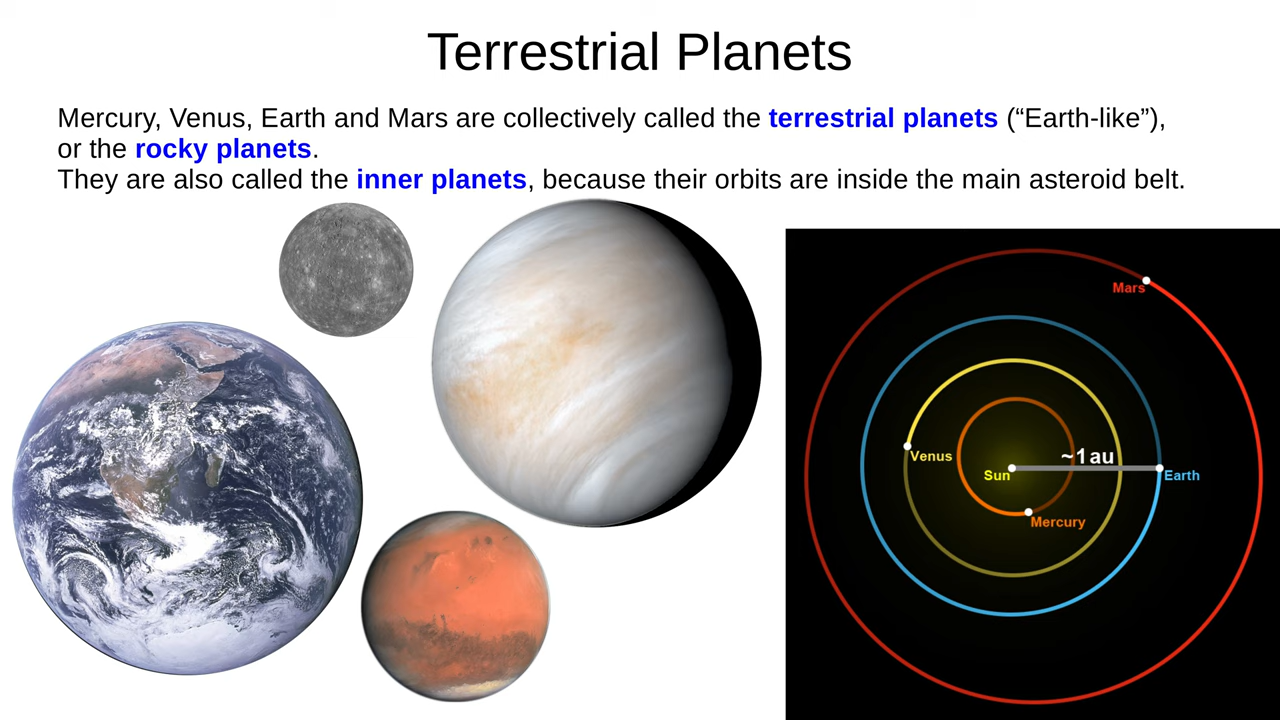 Terrestrial Planets
Mercury, Venus, Earth and Mars are collectively called the terrestrial planets (“Earth-like”),
or the rocky planets.
They are also called the inner planets, because their orbits are inside the main asteroid belt.
Mars
Venus
~1 au
Sun
Earth
Mercury